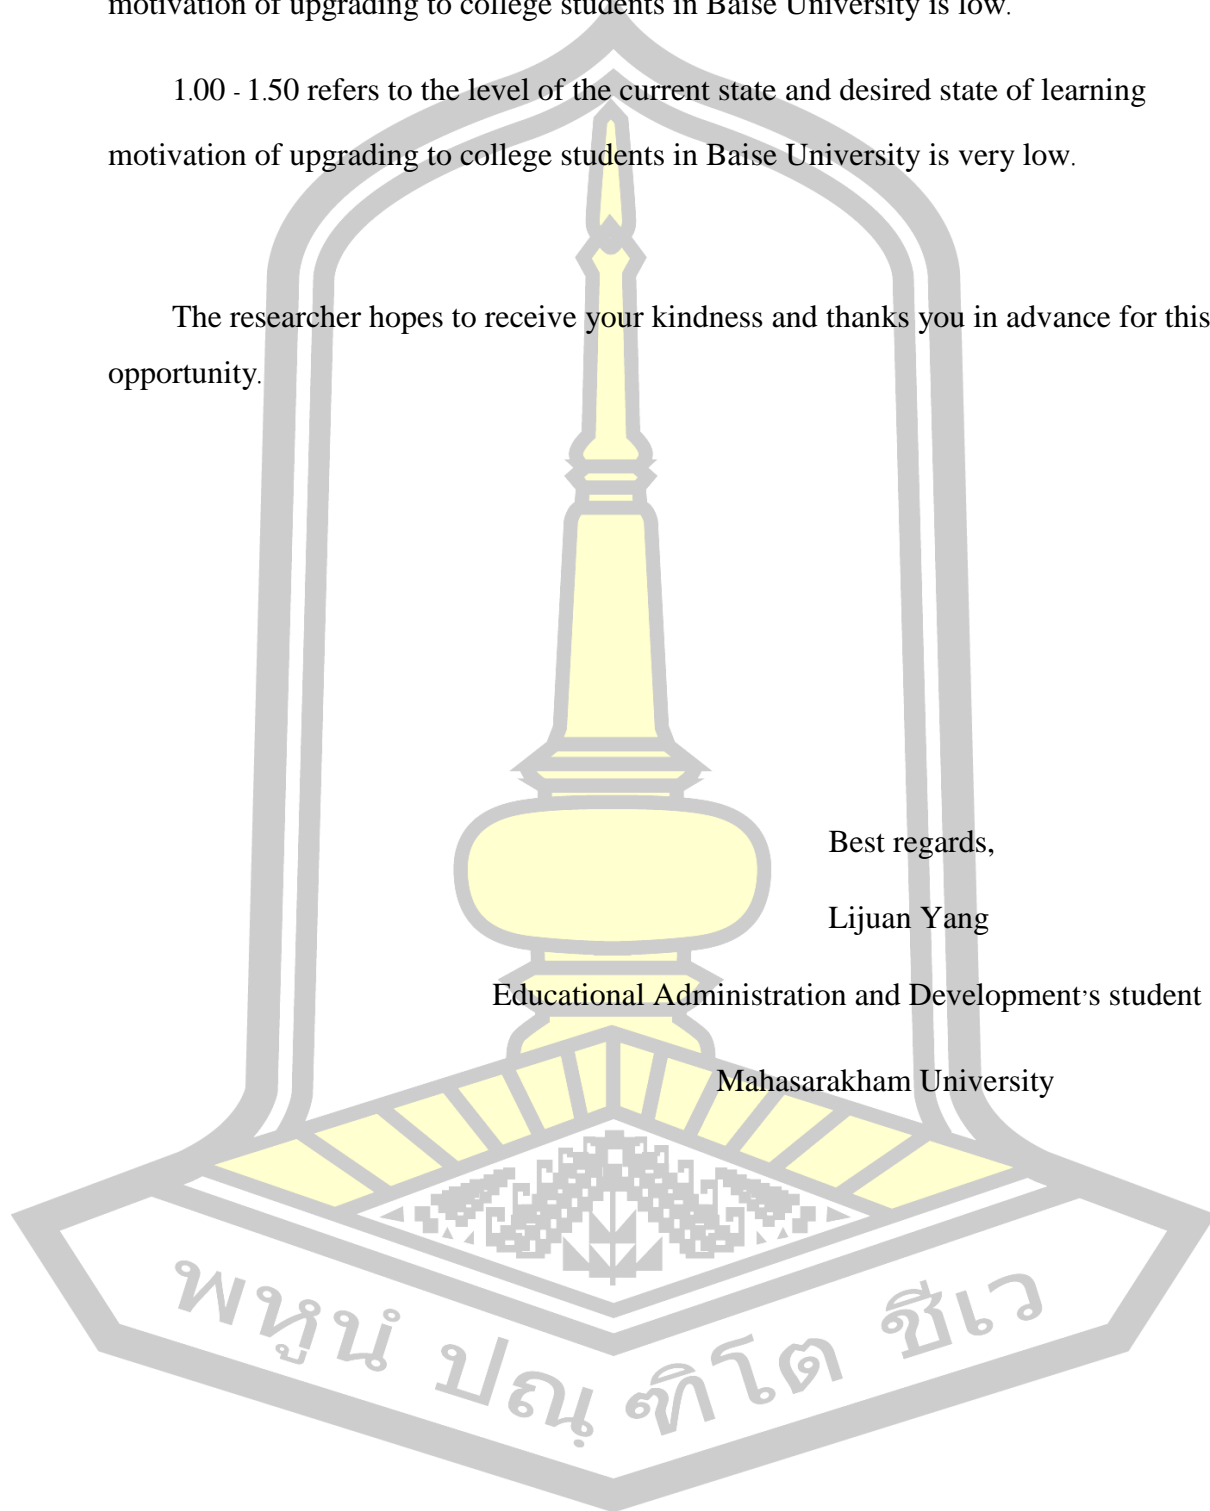 motivation of upgrading to college students in Baise University is low.
1.00 - 1.50 refers to the level of the current state and desired state of learning
motivation of upgrading to college students in Baise University is very low.
The researcher hopes to receive your kindness and thanks you in advance for this
opportunity.
Best regards,
Lijuan Yang
Educational Administration and Development's student
Mahasarakham University
พหูนํ ปณฺฑิโต ชีเว